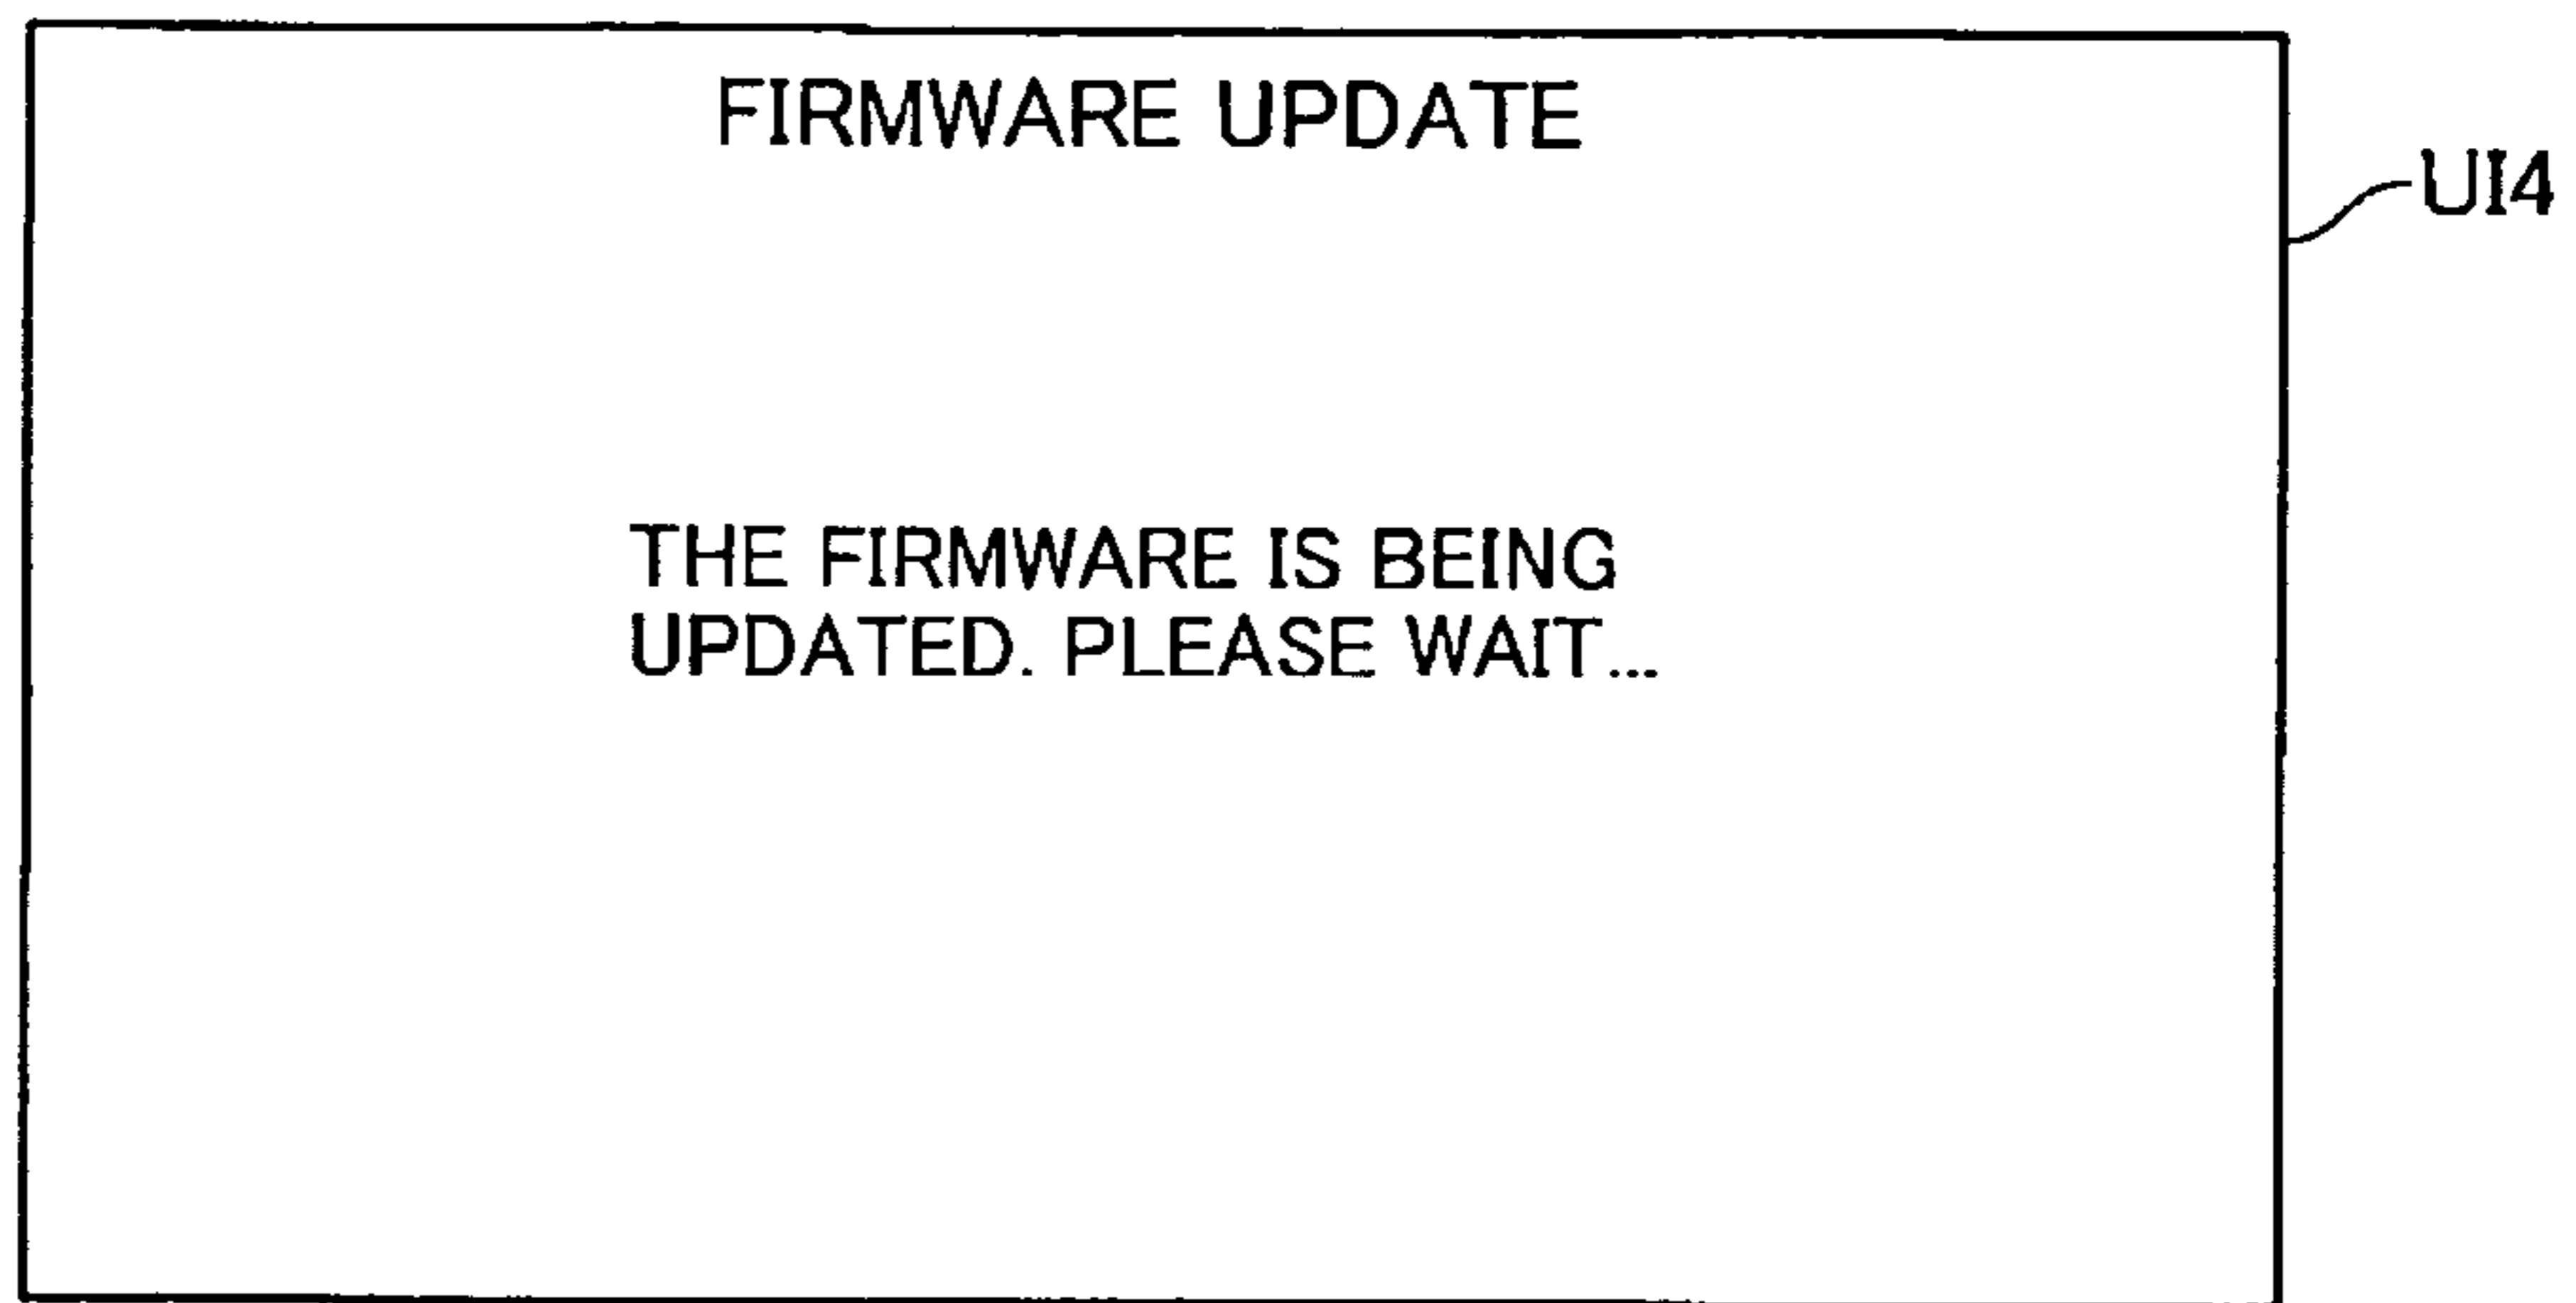 FIRMWARE UPDATE
UI4
THE FIRMWARE IS BEING
UPDATED. PLEASE WAIT...